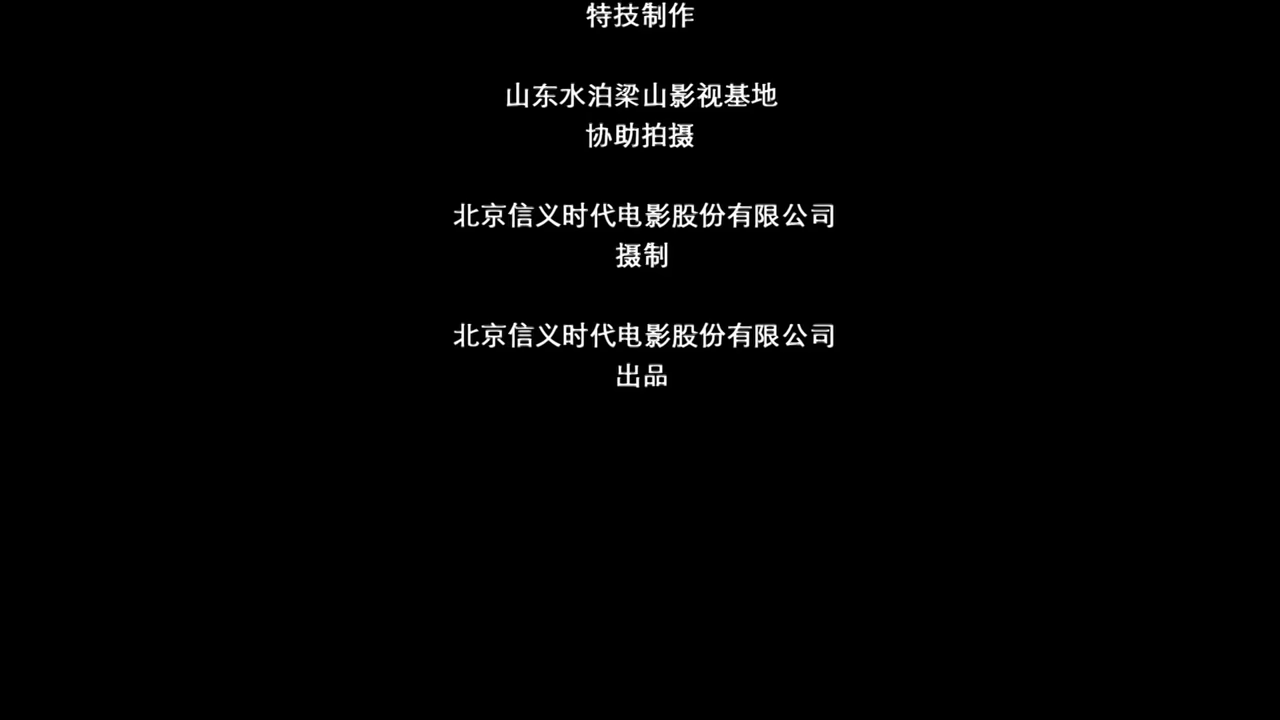 特技制作
山东水泊梁山影视基地
协助拍摄
北京信义时代电影股份有限公司
摄制
北京信义时代电影股份有限公司
出品